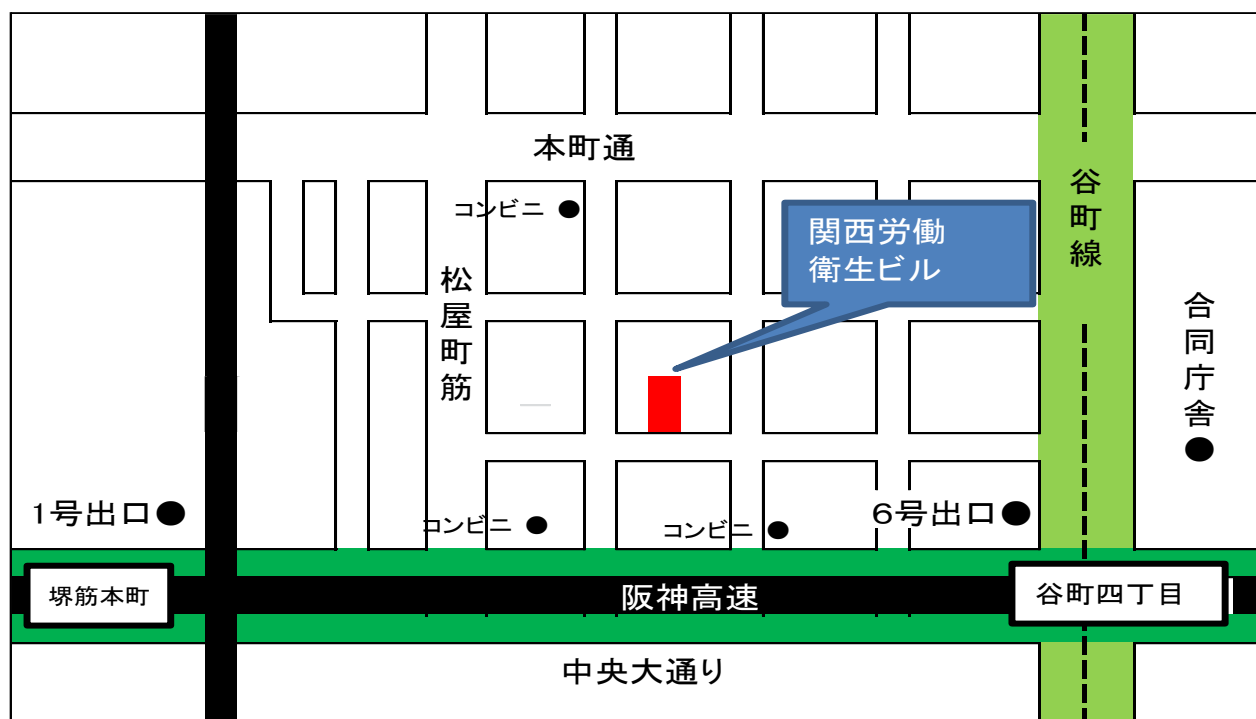 本町通
コンビニ
谷町線
関西労働
衛生ビル
松屋町筋
合同庁舎
1号出口
6号出口
コンビニ
コンビニ
堺筋本町
阪神高速
谷町四丁目
中央大通り